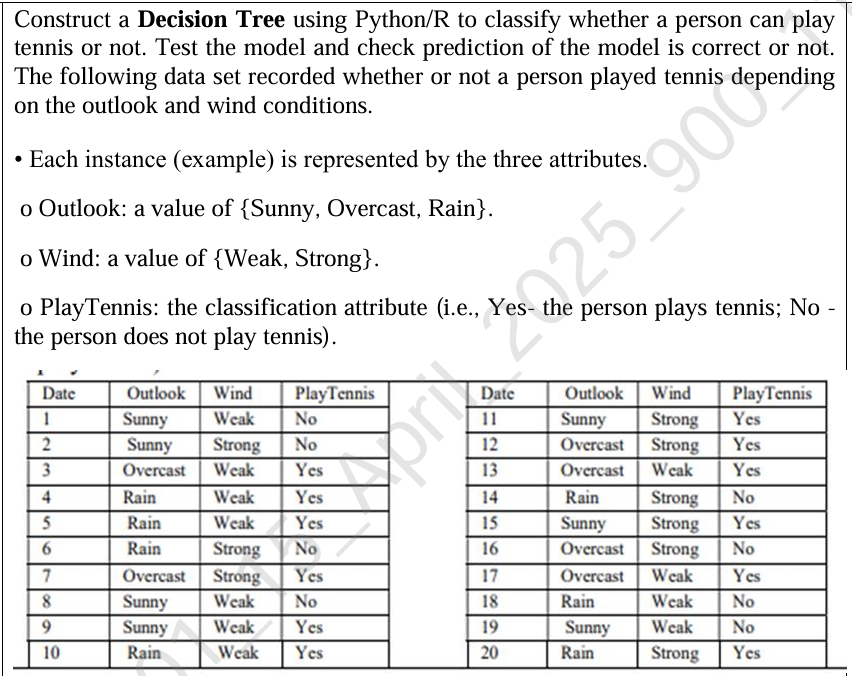 Construct a Decision Tree using Python/R to classify whether a person can play
tennis or not. Test the model and check prediction of the model is correct or not.
The following data set recorded whether or not a person played tennis depending
on the outlook and wind conditions.
• Each instance (example) is represented by the three attributes.
o Outlook: a value of {Sunny, Overcast, Rain}.
o Wind: a value of {Weak, Strong}.
o PlayTennis: the classification attribute (i.e., Yes- the person plays tennis; No -
the person does not play tennis).
Date Outlook Wind PlayTennis Date Outlook Wind PlayTennis
1 Sunny Weak No 11 Sunny Strong Yes
2 Sunny Strong No 12 Overcast Strong Yes
3 Overcast Weak Yes 13 Overcast Weak Yes
4 Rain Weak Yes 14 Rain Strong No
5 Rain Weak Yes 15 Sunny Strong Yes
6 Rain Strong No 16 Overcast Strong No
7 Overcast Strong Yes 17 Overcast Weak Yes
8 Sunny Weak No 18 Rain Weak No
9 Sunny Weak Yes 19 Sunny Weak No
10 Rain Weak Yes 20 Rain Strong Yes
01_15_April_2025_900_1